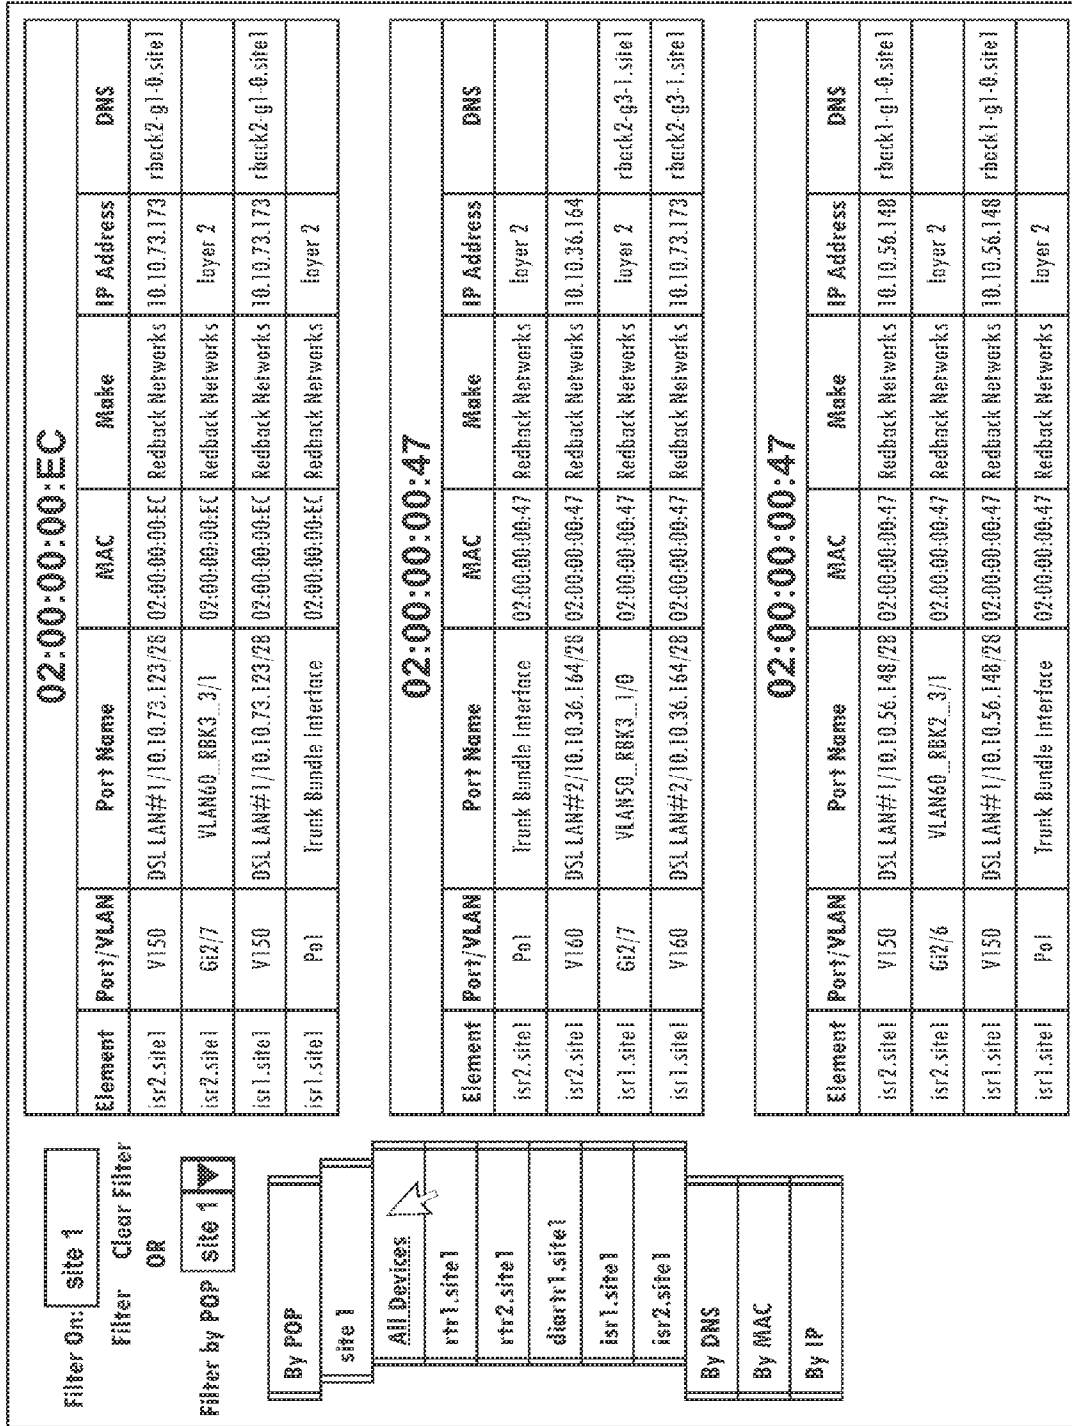 Filter On: site 1
Filter Clear Filter
OR
Filter by POP site 1
By POP
site 1
All Devices
rtr1.site1
rtr2.site1
diartr1.site1
isr1.site1
isr2.site1
By DNS
By MAC
By IP
02:00:00:00:EC
Element Port/VLAN Port Name MAC Make IP Address DNS
isr2.site1 V150 DSL LAN#1/10.10.73.123/28 02:00:00:00:EC Redback Networks 10.10.73.173 rback2-g1-0.site1
isr2.site1 Gi2/7 VLAN60_RBK3_3/1 02:00:00:00:EC Redback Networks layer 2
isr1.site1 V150 DSL LAN#1/10.10.73.123/28 02:00:00:00:EC Redback Networks 10.10.73.173 rback2-g1-0.site1
isr1.site1 Po1 Trunk Bundle Interface 02:00:00:00:EC Redback Networks layer 2
02:00:00:00:47
Element Port/VLAN Port Name MAC Make IP Address DNS
isr2.site1 Po1 Trunk Bundle Interface 02:00:00:00:47 Redback Networks layer 2
isr2.site1 V160 DSL LAN#2/10.10.36.164/28 02:00:00:00:47 Redback Networks 10.10.36.164
isr1.site1 Gi2/7 VLAN50_RBK3_1/0 02:00:00:00:47 Redback Networks layer 2 rback2-g3-1.site1
isr1.site1 V160 DSL LAN#2/10.10.36.164/28 02:00:00:00:47 Redback Networks 10.10.73.173 rback2-g3-1.site1
02:00:00:00:47
Element Port/VLAN Port Name MAC Make IP Address DNS
isr2.site1 V150 DSL LAN#1/10.10.56.148/28 02:00:00:00:47 Redback Networks 10.10.56.148 rback1-g1-0.site1
isr2.site1 Gi2/6 VLAN60_RBK2_3/1 02:00:00:00:47 Redback Networks layer 2
isr1.site1 V150 DSL LAN#1/10.10.56.148/28 02:00:00:00:47 Redback Networks 10.10.56.148 rback1-g1-0.site1
isr1.site1 Po1 Trunk Bundle Interface 02:00:00:00:47 Redback Networks layer 2